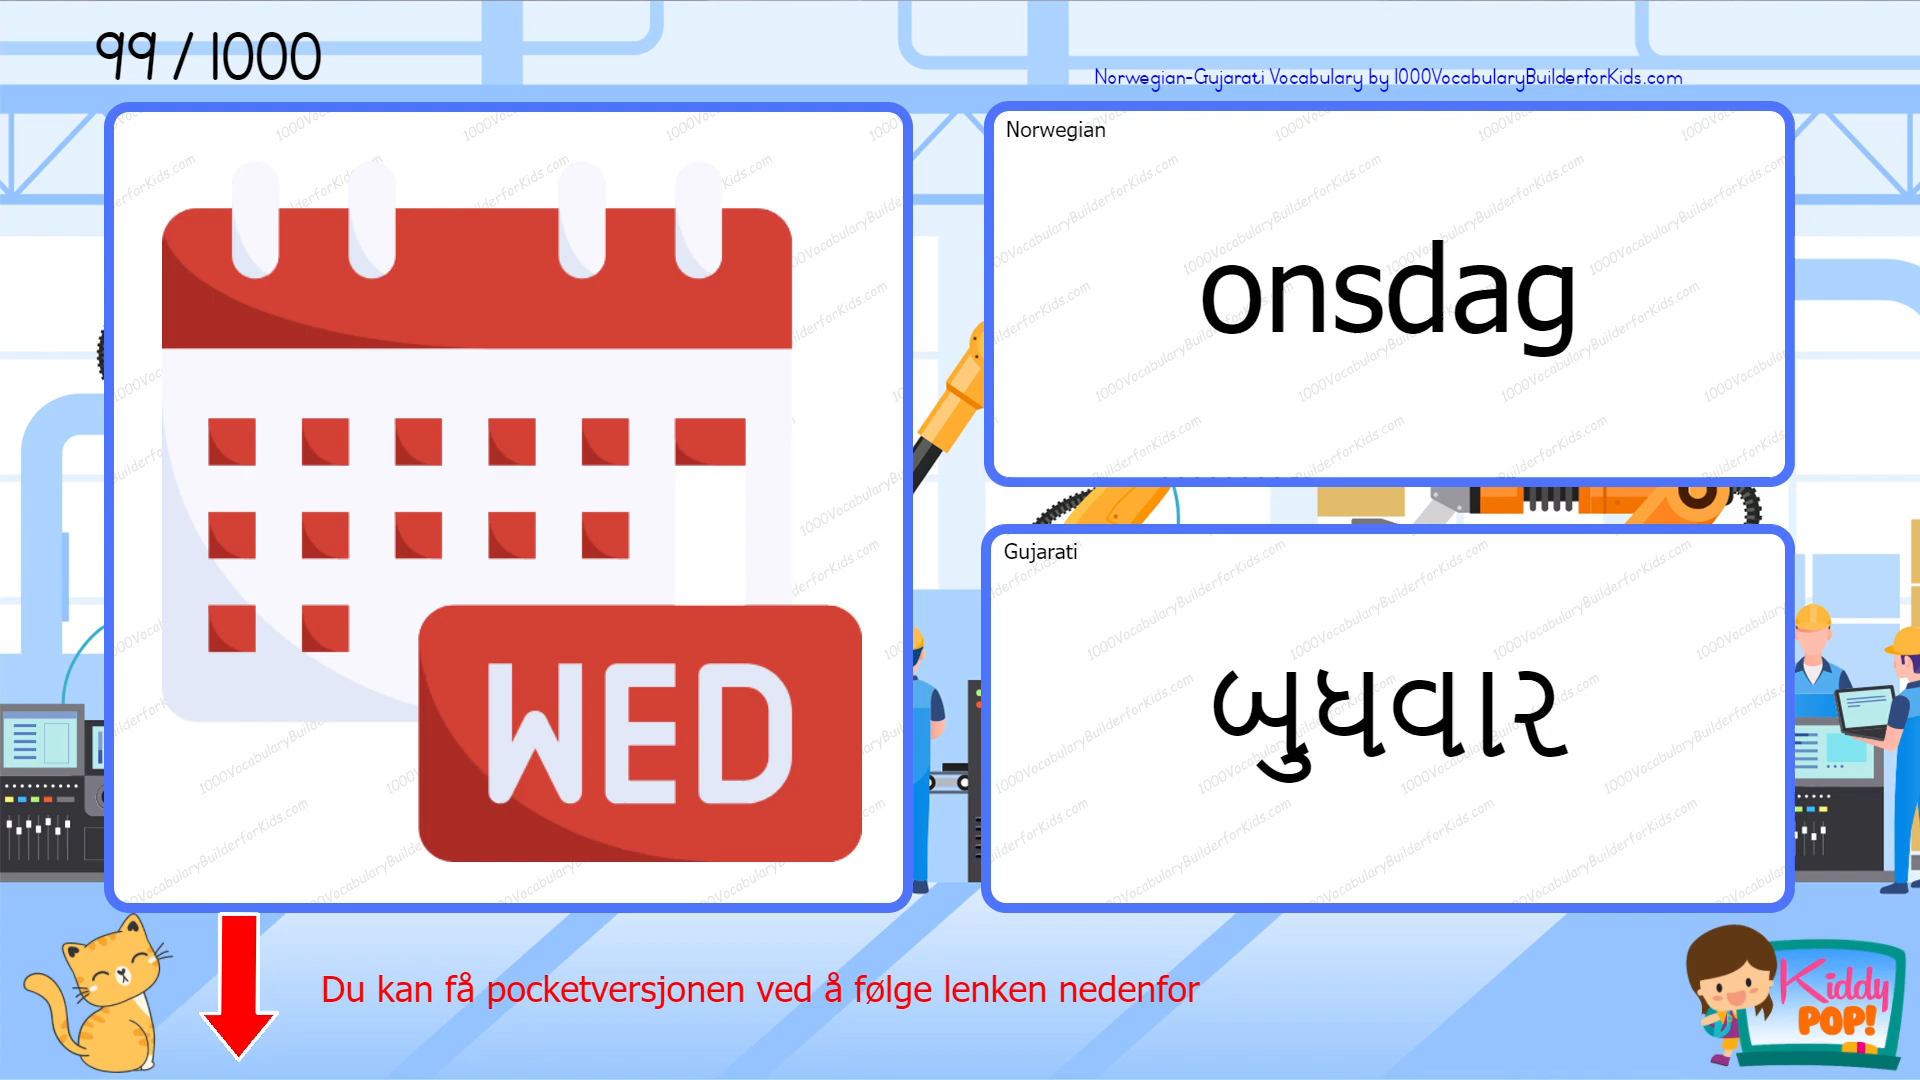 99 / 1000
Norwegian-Gujarati Vocabulary by 1000VocabularyBuilderforKids.com
Norwegian
onsdag
Gujarati
બુધવાર
WED
Du kan få pocketversjonen ved å følge lenken nedenfor
Kiddy
POP!